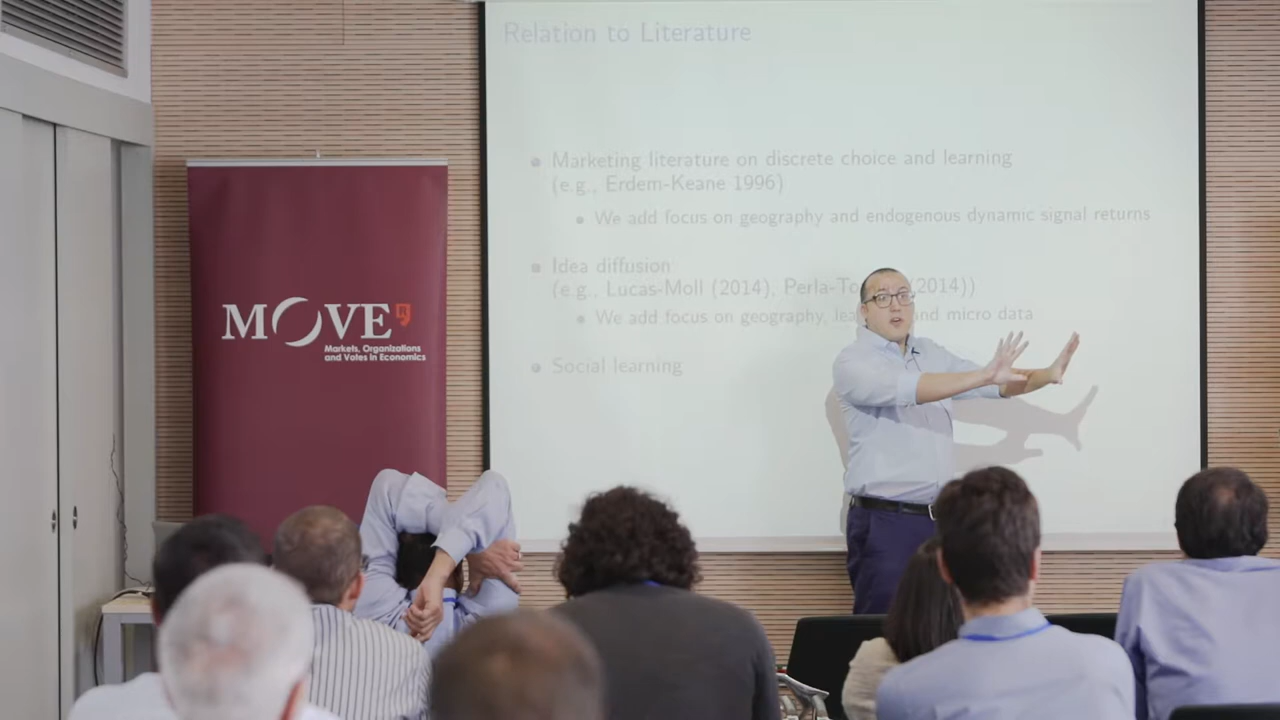 Relation to Literature
Marketing literature on discrete choice and learning
(e.g., Erdem-Keane 1996)
We add focus on geography and endogenous dynamic signal returns
Idea diffusion
(e.g., Lucas-Moll (2014), (2014))
We add focus on geography, and micro data
Social learning
MOVE
Markets, Organizations
and Votes in Economics